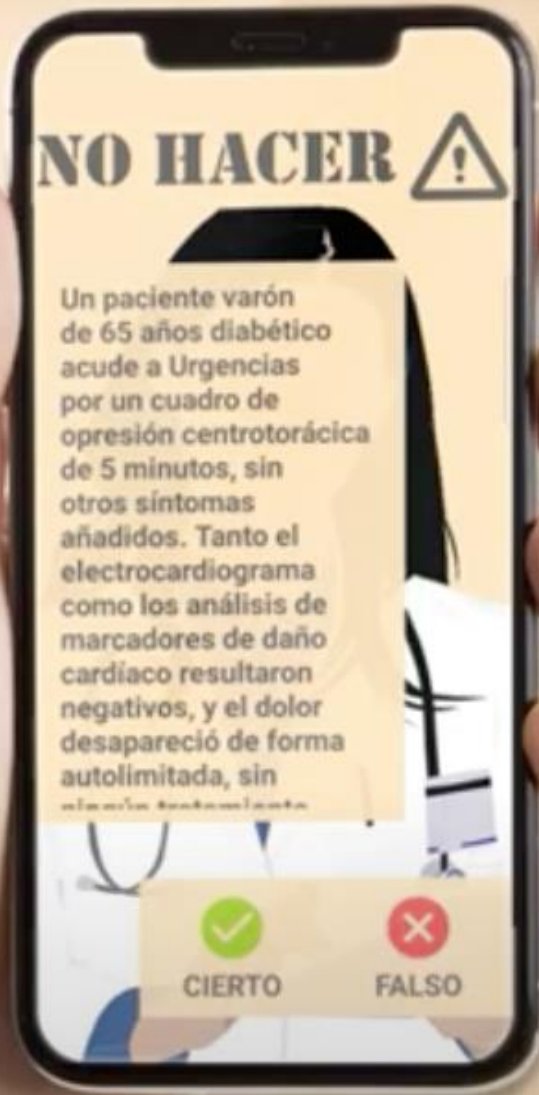 NO HACER
Un paciente varón
de 65 años diabético
acude a Urgencias
por un cuadro de
opresión centrotorácica
de 5 minutos, sin
otros síntomas
añadidos. Tanto el
electrocardiograma
como los análisis de
marcadores de daño
cardíaco resultaron
negativos, y el dolor
desapareció de forma
autolimitada, sin
CIERTO
FALSO